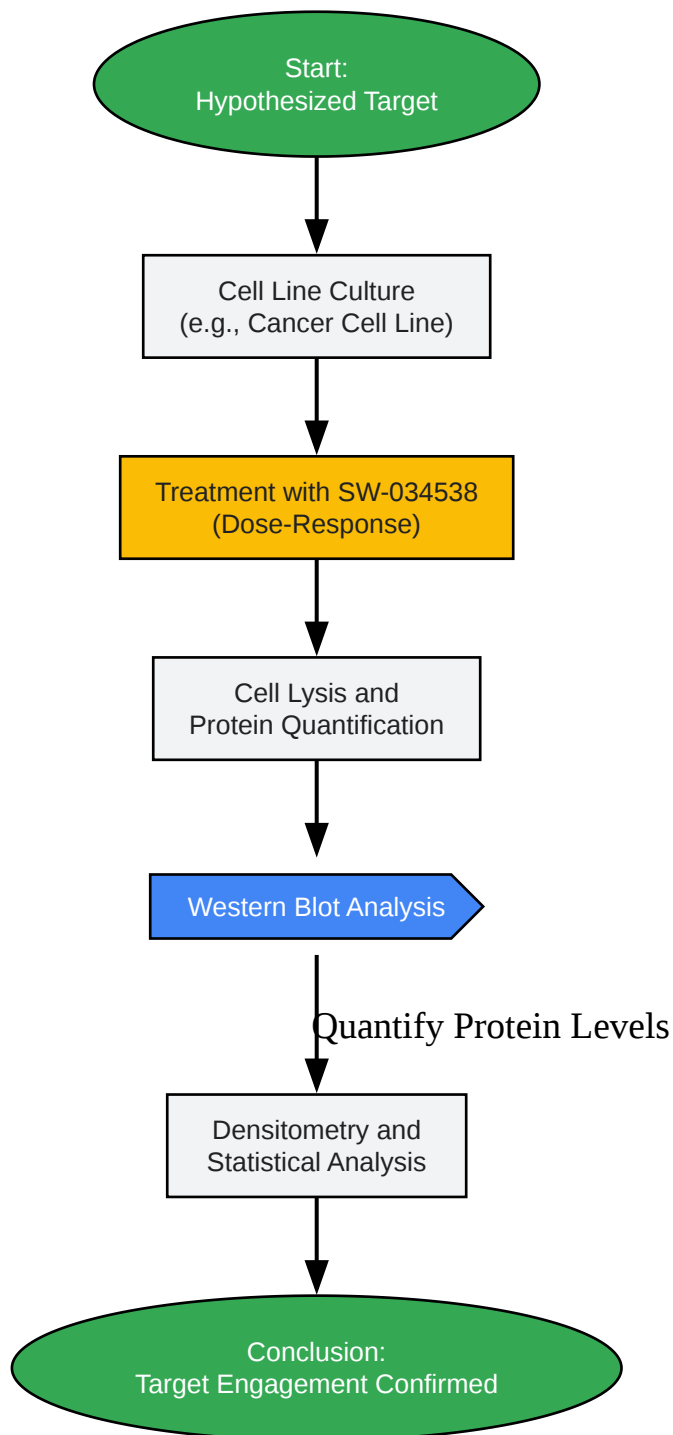 Start:
Hypothesized Target
Cell Line Culture
(e.g., Cancer Cell Line)
Treatment with SW-034538
(Dose-Response)
Cell Lysis and
Protein Quantification
Western Blot Analysis
Quantify Protein Levels
Densitometry and
Statistical Analysis
Conclusion:
Target Engagement Confirmed